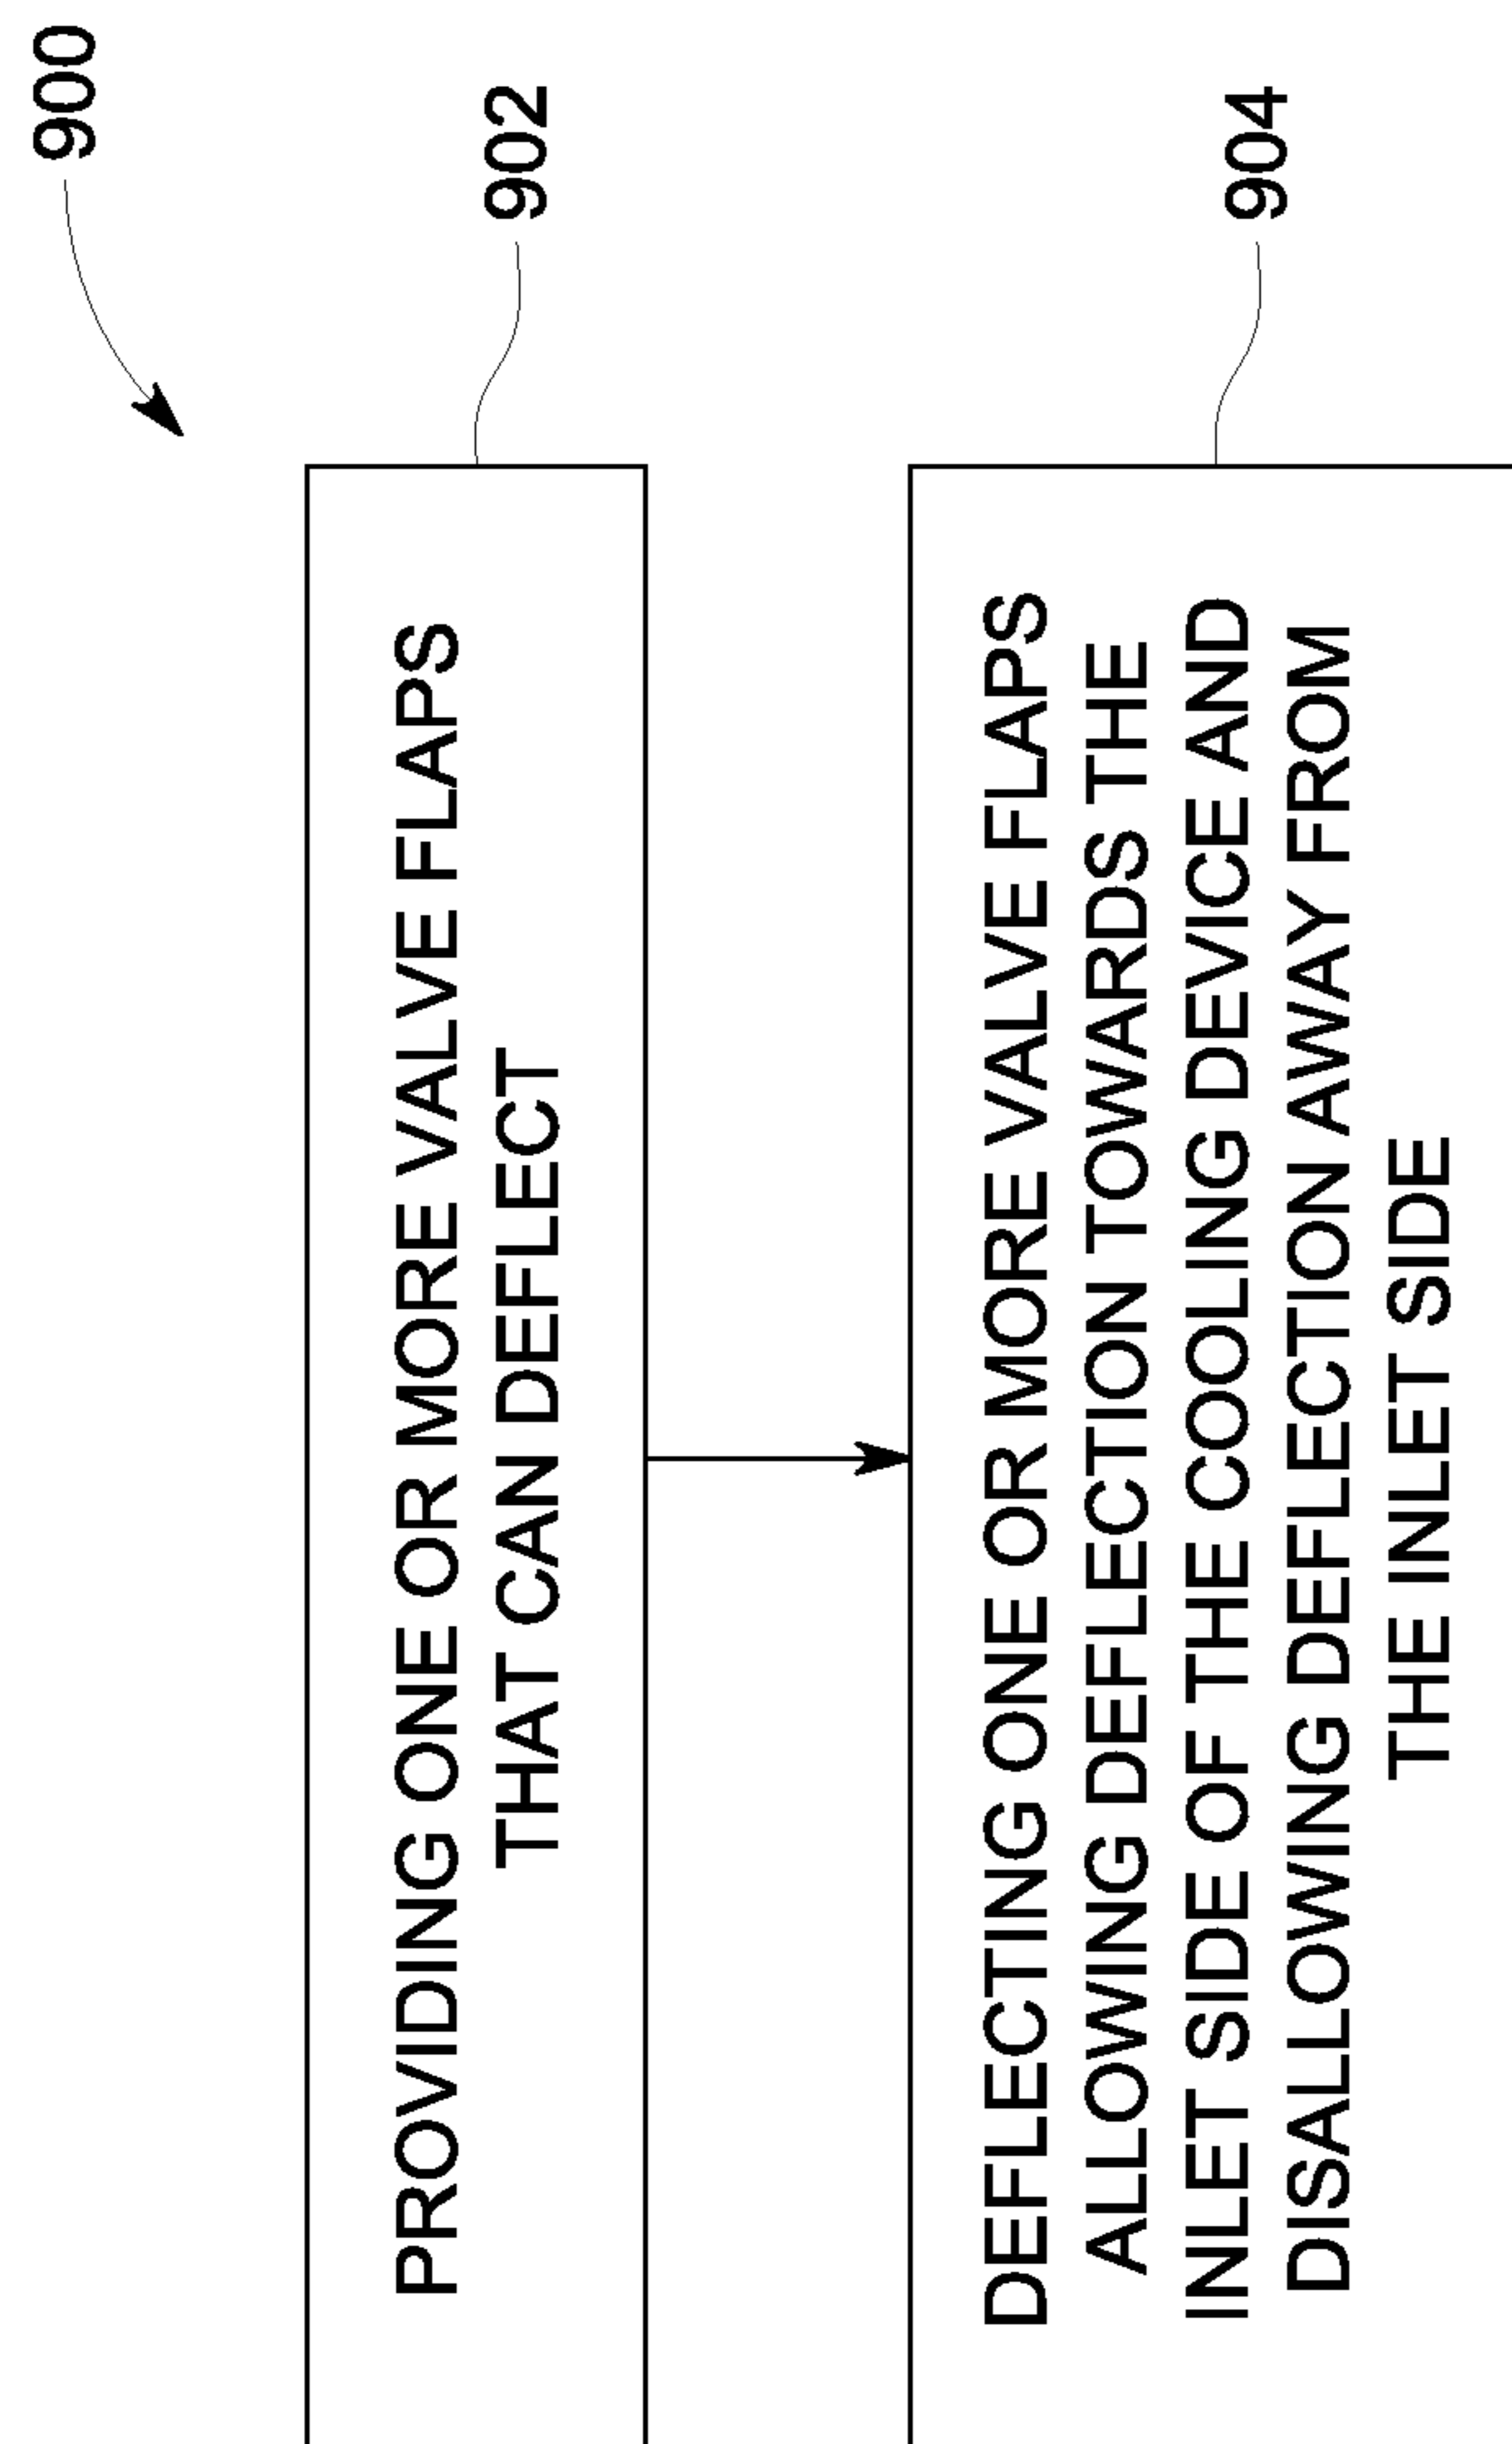 900
902
PROVIDING ONE OR MORE VALVE FLAPS
THAT CAN DEFLECT
904
DEFLECTING ONE OR MORE VALVE FLAPS
ALLOWING DEFLECTION TOWARDS THE
INLET SIDE OF THE COOLING DEVICE AND
DISALLOWING DEFLECTION AWAY FROM
THE INLET SIDE